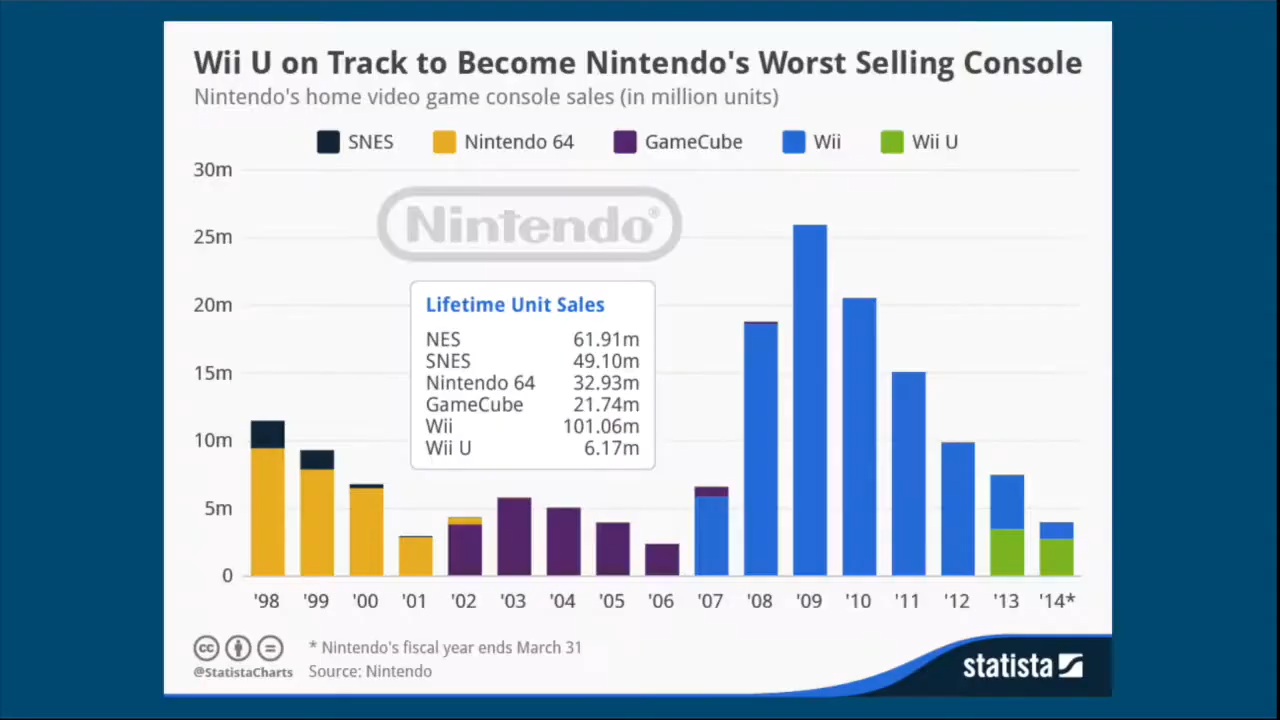 Wii U on Track to Become Nintendo's Worst Selling Console
Nintendo's home video game console sales (in million units)
SNES Nintendo 64 GameCube Wii Wii U
30m
Nintendo®
25m
Lifetime Unit Sales
20m
NES 61.91m
SNES 49.10m
15m
Nintendo 64 32.93m
GameCube 21.74m
Wii 101.06m
10m
Wii U 6.17m
5m
0
'98 '99 '00 '01 '02 '03 '04 '05 '06 '07 '08 '09 '10 '11 '12 '13 '14*
cc
@StatistaCharts
* Nintendo's fiscal year ends March 31
Source: Nintendo
statista